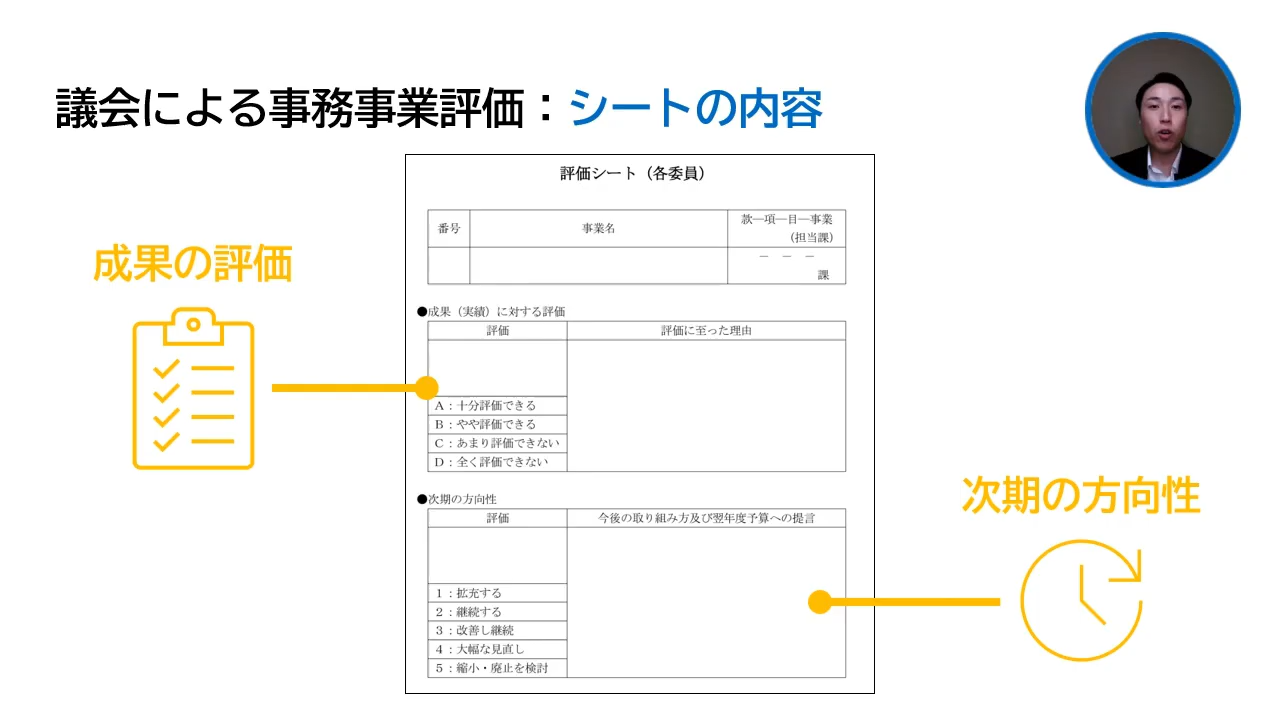 議会による事務事業評価：シートの内容
評価シート（各委員）
番号
事業名
款―項―目―事業
（担当課）
－　－　－
課
成果の評価
●成果（実績）に対する評価
評価
評価に至った理由
A：十分評価できる
B：やや評価できる
C：あまり評価できない
D：全く評価できない
●次期の方向性
評価
今後の取り組み方及び翌年度予算への提言
1：拡充する
2：継続する
3：改善し継続
4：大幅な見直し
5：縮小・廃止を検討
次期の方向性